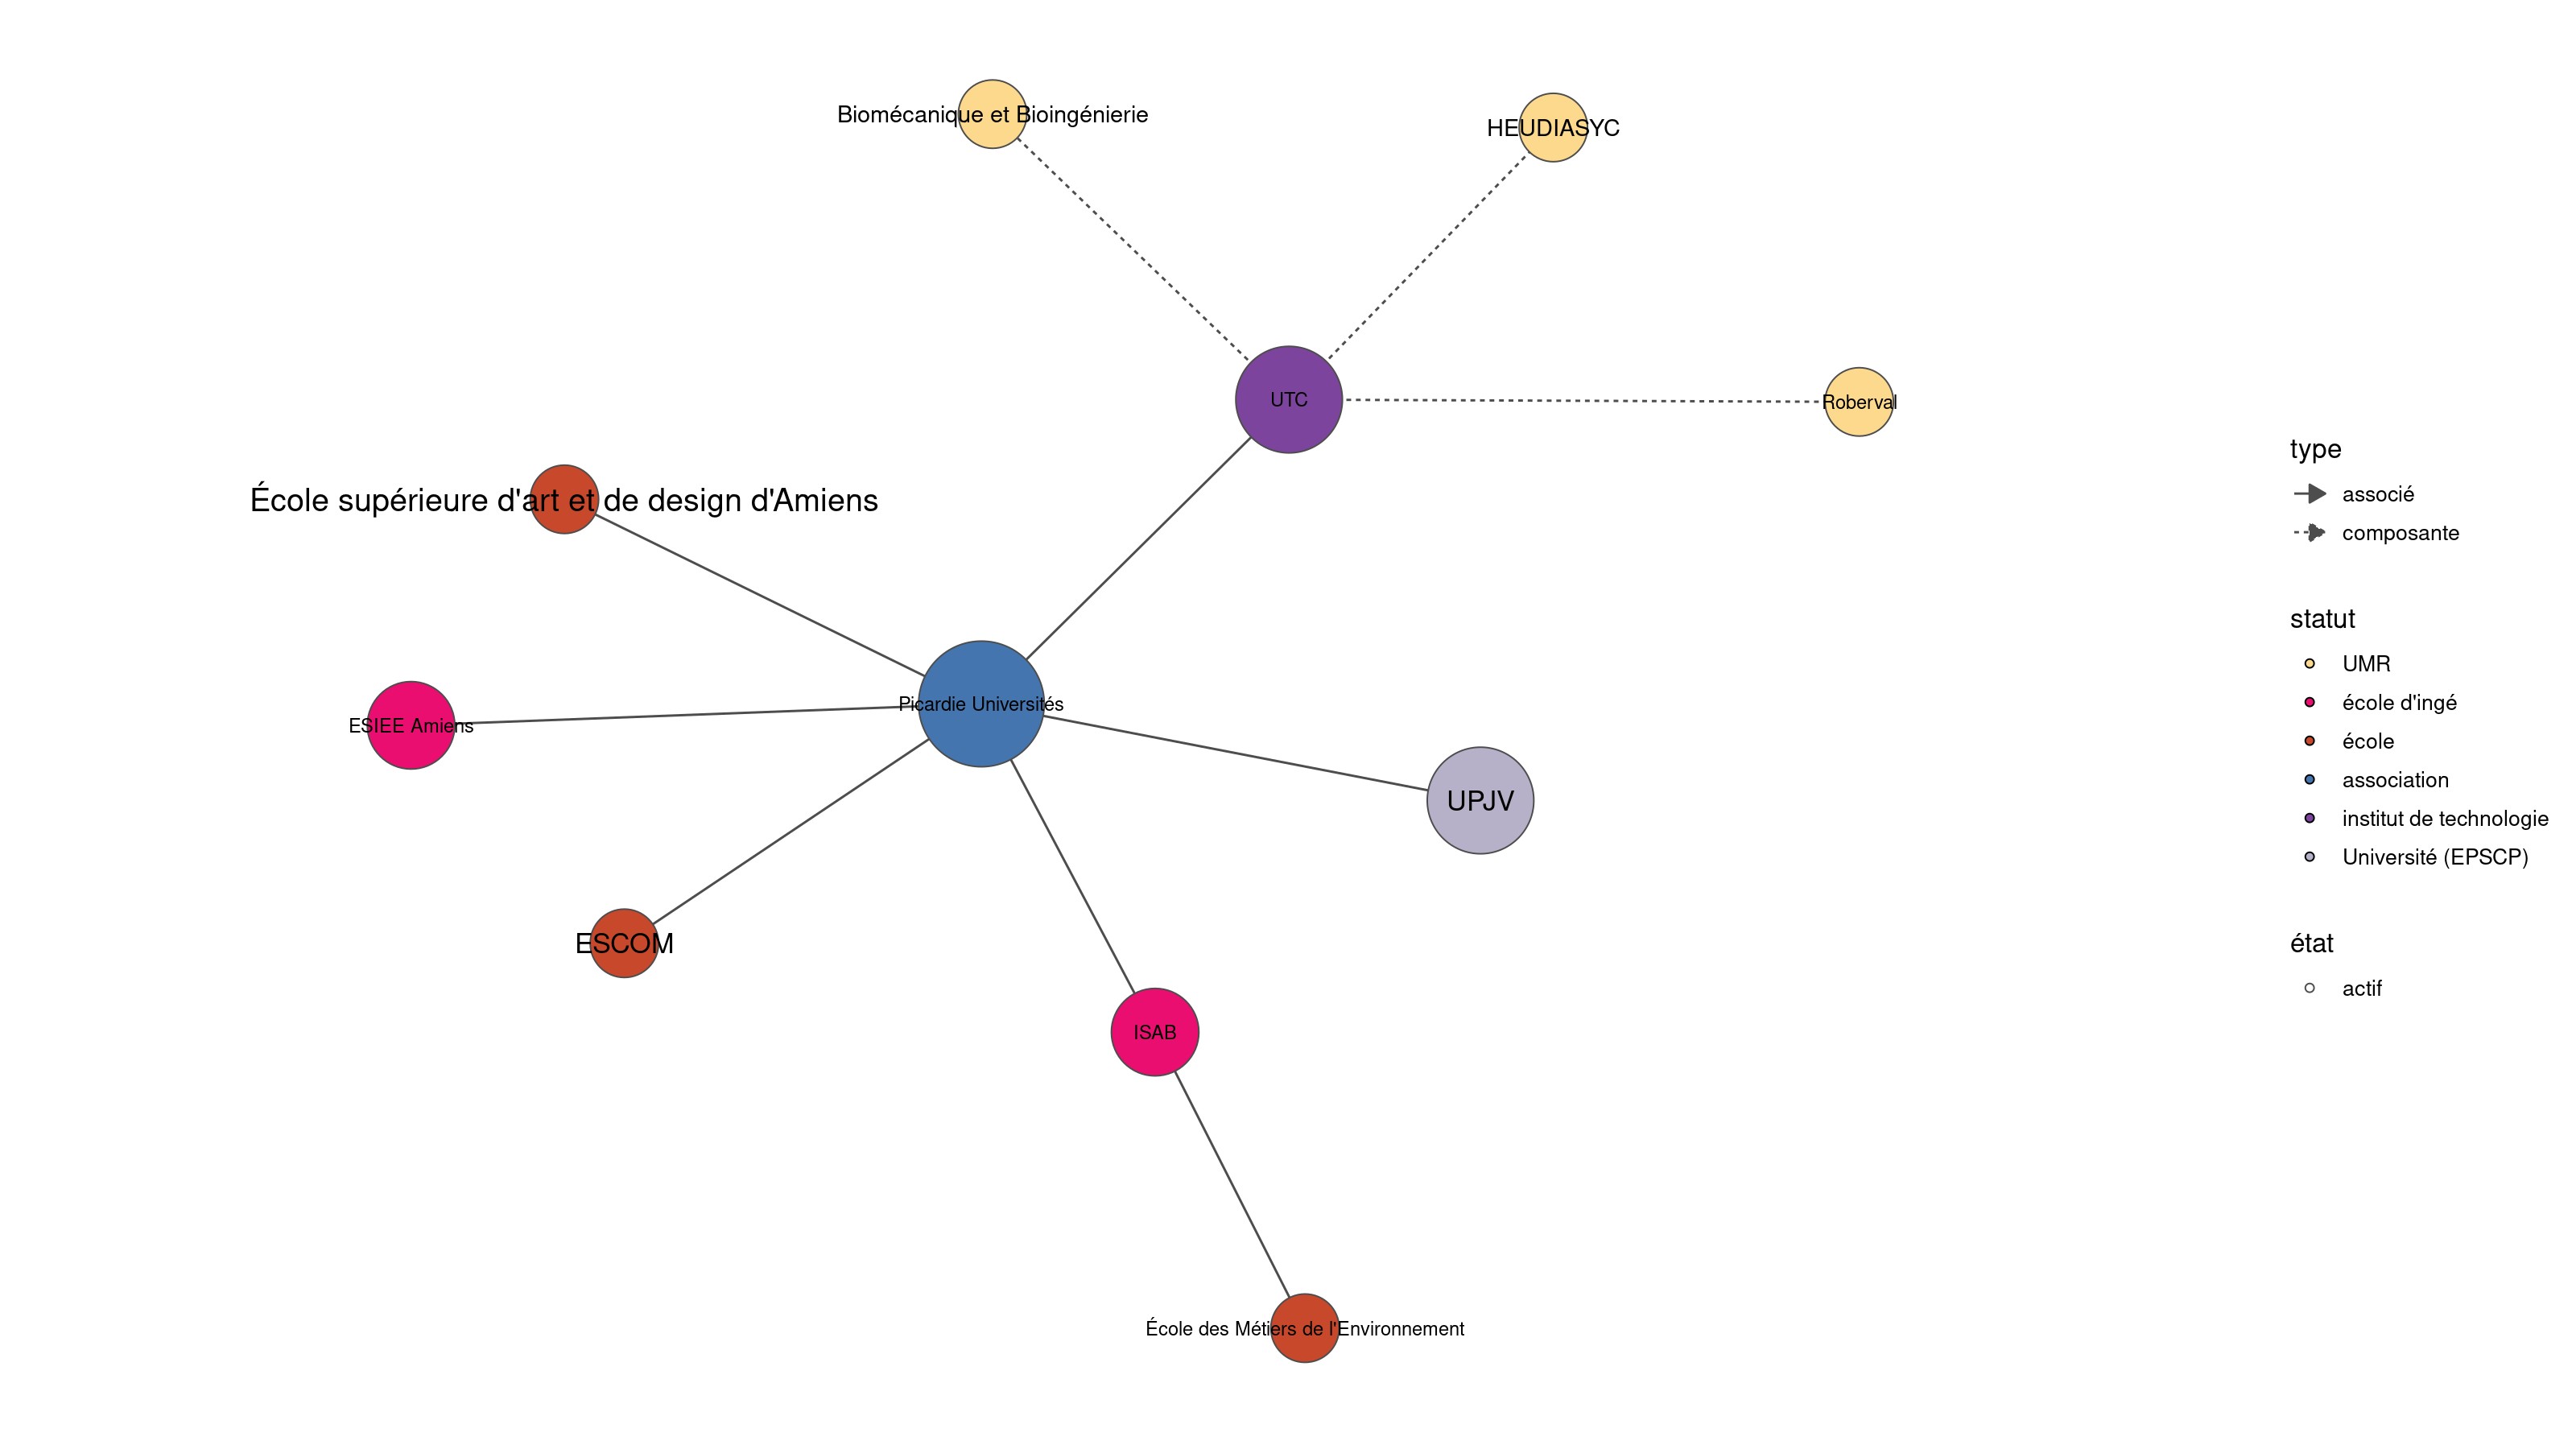 Biomécanique et Bioingénierie
HEUDIASYC
UTC
Roberval
École supérieure d'art et de design d'Amiens
Picardie Universités
ESIEE Amiens
UPJV
ESCOM
ISAB
École des Métiers de l'Environnement
type
associé
composante
statut
UMR
école d'ingé
école
association
institut de technologie
Université (EPSCP)
état
actif